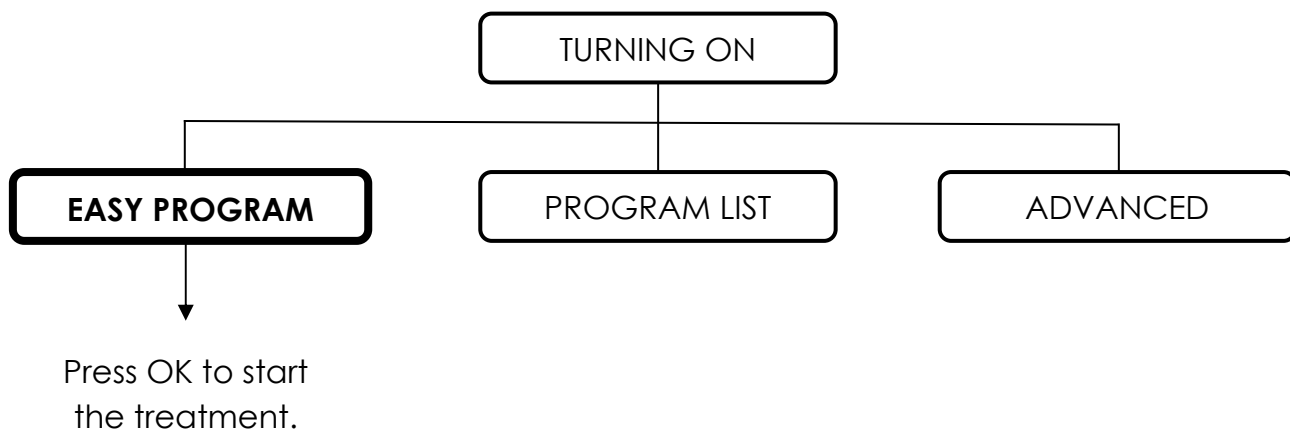 TURNING ON
EASY PROGRAM
PROGRAM LIST
ADVANCED
Press OK to start
the treatment.